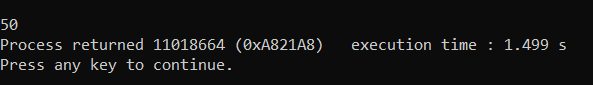 50
Process returned 11018664 (0xA821A8)   execution time : 1.499 s
Press any key to continue.